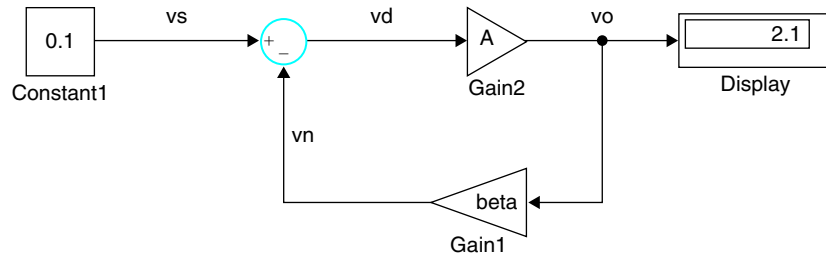 vs
vd
vo
0.1
+
−
A
2.1
Constant1
Gain2
Display
vn
beta
Gain1